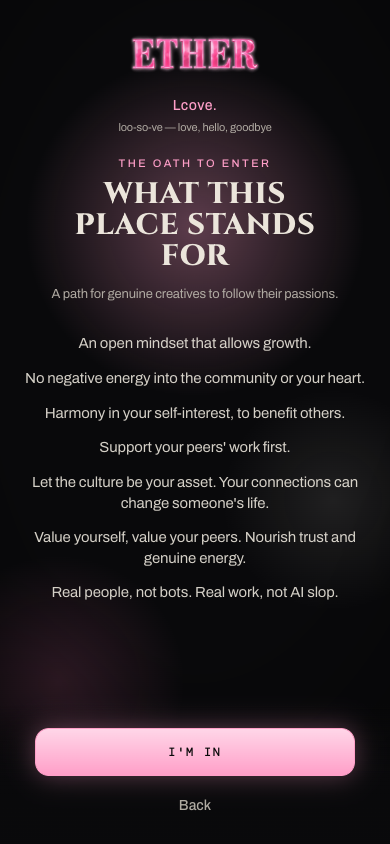 ETHER
Lcove.
loo-so-ve — love, hello, goodbye
THE OATH TO ENTER
WHAT THIS
PLACE STANDS
FOR
A path for genuine creatives to follow their passions.
An open mindset that allows growth.
No negative energy into the community or your heart.
Harmony in your self-interest, to benefit others.
Support your peers' work first.
Let the culture be your asset. Your connections can
change someone's life.
Value yourself, value your peers. Nourish trust and
genuine energy.
Real people, not bots. Real work, not AI slop.
I'M IN
Back